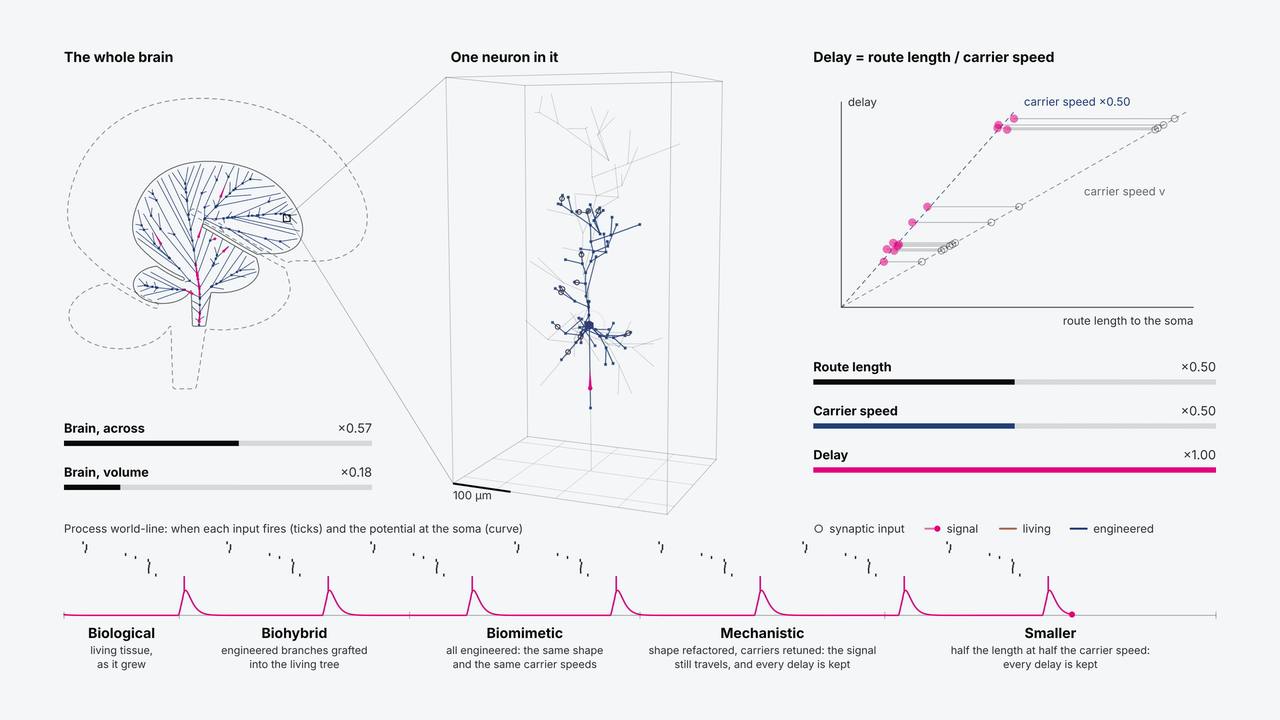 The whole brain
One neuron in it
Delay = route length / carrier speed
delay
carrier speed ×0.50
carrier speed v
route length to the soma
Route length ×0.50
Carrier speed ×0.50
Delay ×1.00
Brain, across ×0.57
Brain, volume ×0.18
100 µm
Process world-line: when each input fires (ticks) and the potential at the soma (curve)
synaptic input
signal
living
engineered
Biological
living tissue,
as it grew
Biohybrid
engineered branches grafted
into the living tree
Biomimetic
all engineered: the same shape
and the same carrier speeds
Mechanistic
shape refactored, carriers retuned: the signal
still travels, and every delay is kept
Smaller
half the length at half the carrier speed:
every delay is kept